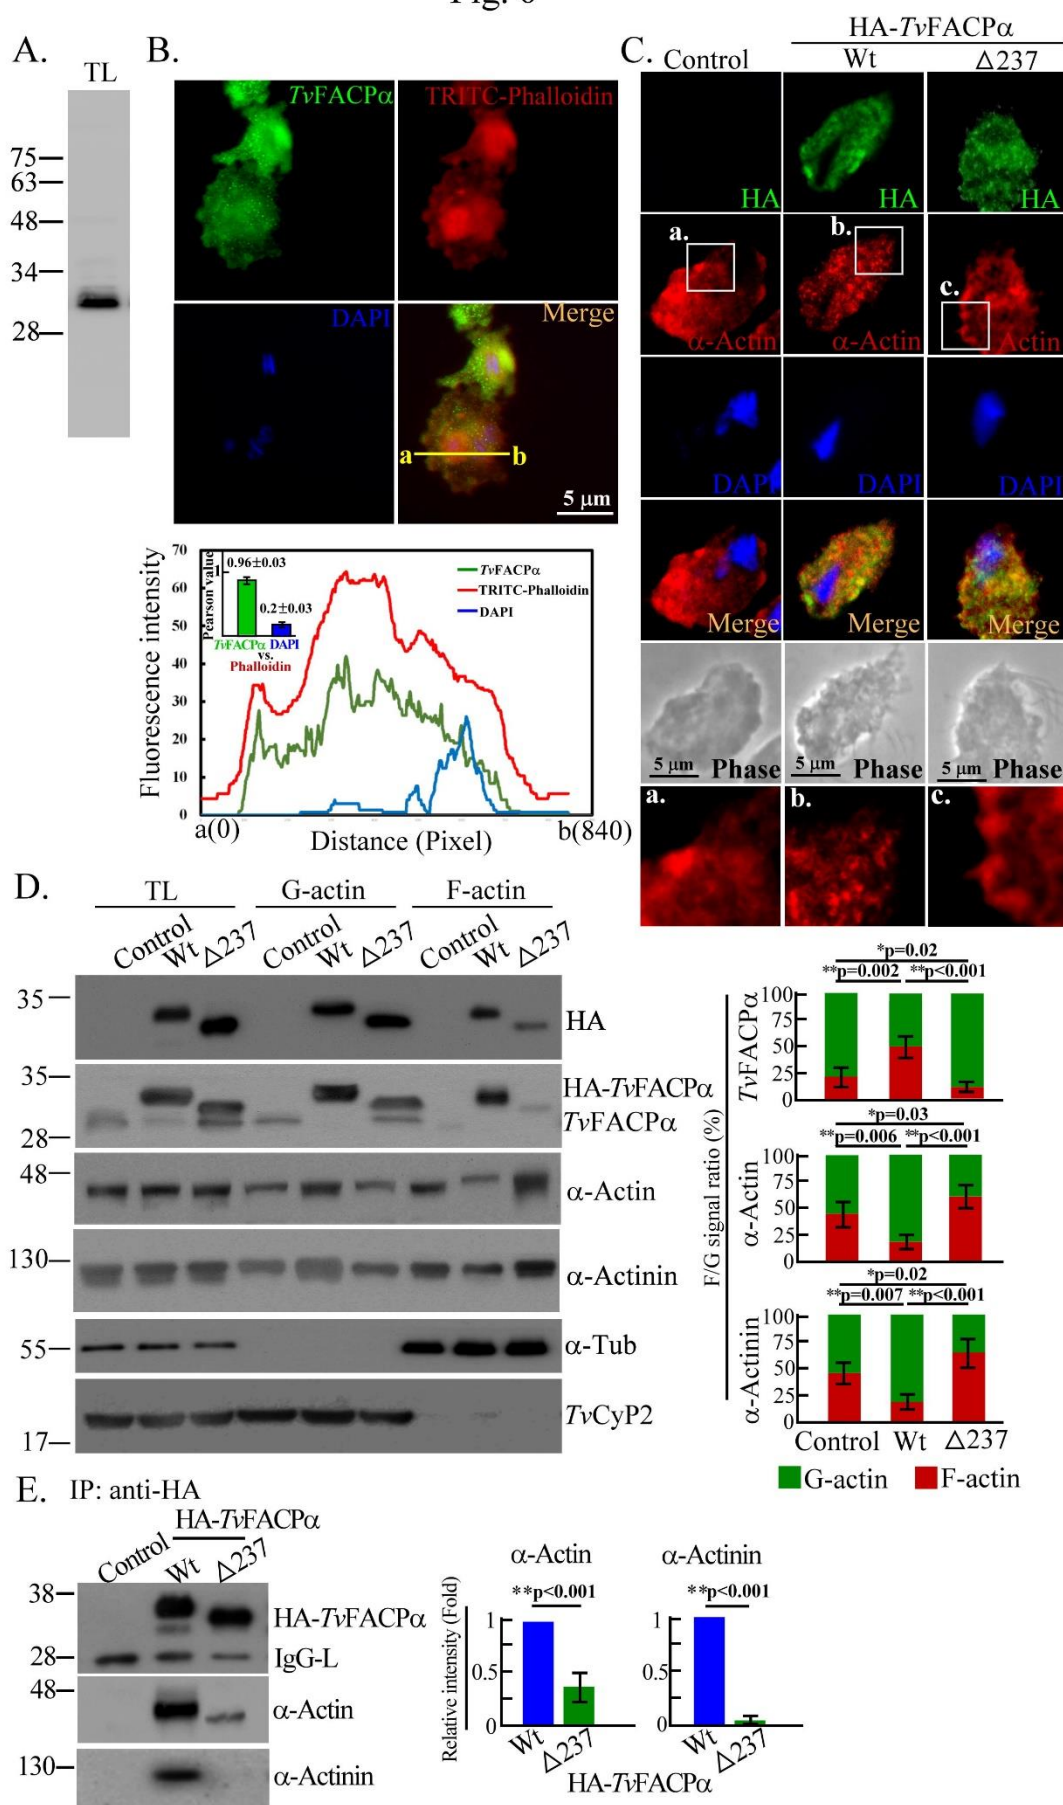 Fig. 6
A.
TL
75
63
48
34
28
B.
TvFACPα
TRITC-Phalloidin
DAPI
Merge
a
b
5 μm
Fluorescence intensity
70
60
50
40
30
20
10
0
Pearson value
1
0.96±0.03
0.2±0.03
TvFACPα DAPI
vs.
Phalloidin
TvFACPα
TRITC-Phalloidin
DAPI
a(0)
Distance (Pixel)
b(840)
C.
HA-TvFACPα
Control
Wt
△237
HA
HA
HA
a.
b.
c.
α-Actin
α-Actin
Actin
DAPI
DAPI
DAPI
Merge
Merge
Merge
5 μm Phase
5 μm Phase
5 μm Phase
a.
b.
c.
D.
TL
G-actin
F-actin
Control
Wt
△237
Control
Wt
△237
Control
Wt
△237
35
HA
35
HA-TvFACPα
TvFACPα
28
48
α-Actin
130
α-Actinin
55
α-Tub
TvCyP2
17
F/G signal ratio (%)
*p=0.02
**p=0.002
**p<0.001
TvFACPα
100
75
50
25
0
*p=0.03
**p=0.006
**p<0.001
α-Actin
100
75
50
25
0
*p=0.02
**p=0.007
**p<0.001
α-Actinin
100
75
50
25
0
Control
Wt
△237
G-actin
F-actin
E.
IP: anti-HA
HA-TvFACPα
Control
Wt
△237
38
HA-TvFACPα
28
IgG-L
48
α-Actin
130
α-Actinin
Relative intensity (Fold)
α-Actin
**p<0.001
1
0.5
0
Wt
△237
α-Actinin
**p<0.001
1
0.5
0
Wt
△237
HA-TvFACPα